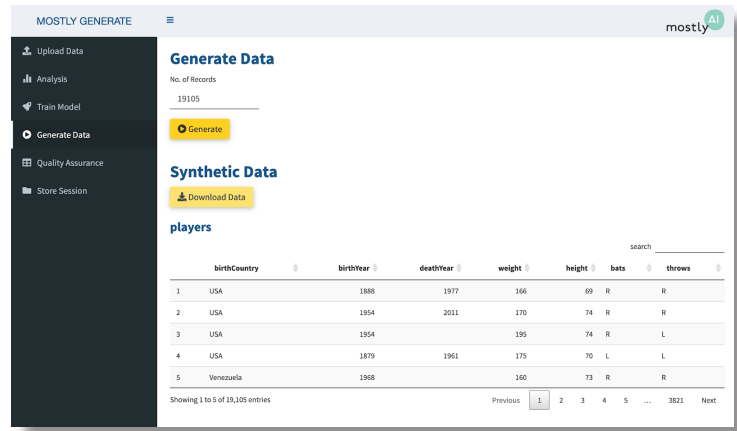 MOSTLY GENERATE
mostly AI
Upload Data
Analysis
Train Model
Generate Data
Quality Assurance
Store Session
Generate Data
No. of Records
19105
Generate
Synthetic Data
Download Data
players
search
birthCountry birthYear deathYear weight height bats throws
1 USA 1888 1977 166 69 R R
2 USA 1954 2011 170 74 R R
3 USA 1954 195 74 R L
4 USA 1879 1961 175 70 L L
5 Venezuela 1968 160 73 R R
Showing 1 to 5 of 19,105 entries Previous 1 2 3 4 5 ... 3821 Next